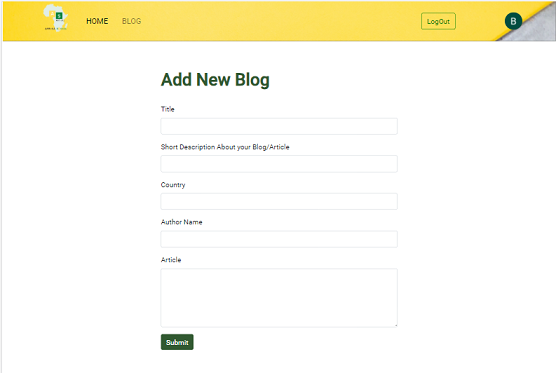 HOME BLOG LogOut B
Add New Blog
Title
Short Description About your Blog/Article
Country
Author Name
Article
Submit